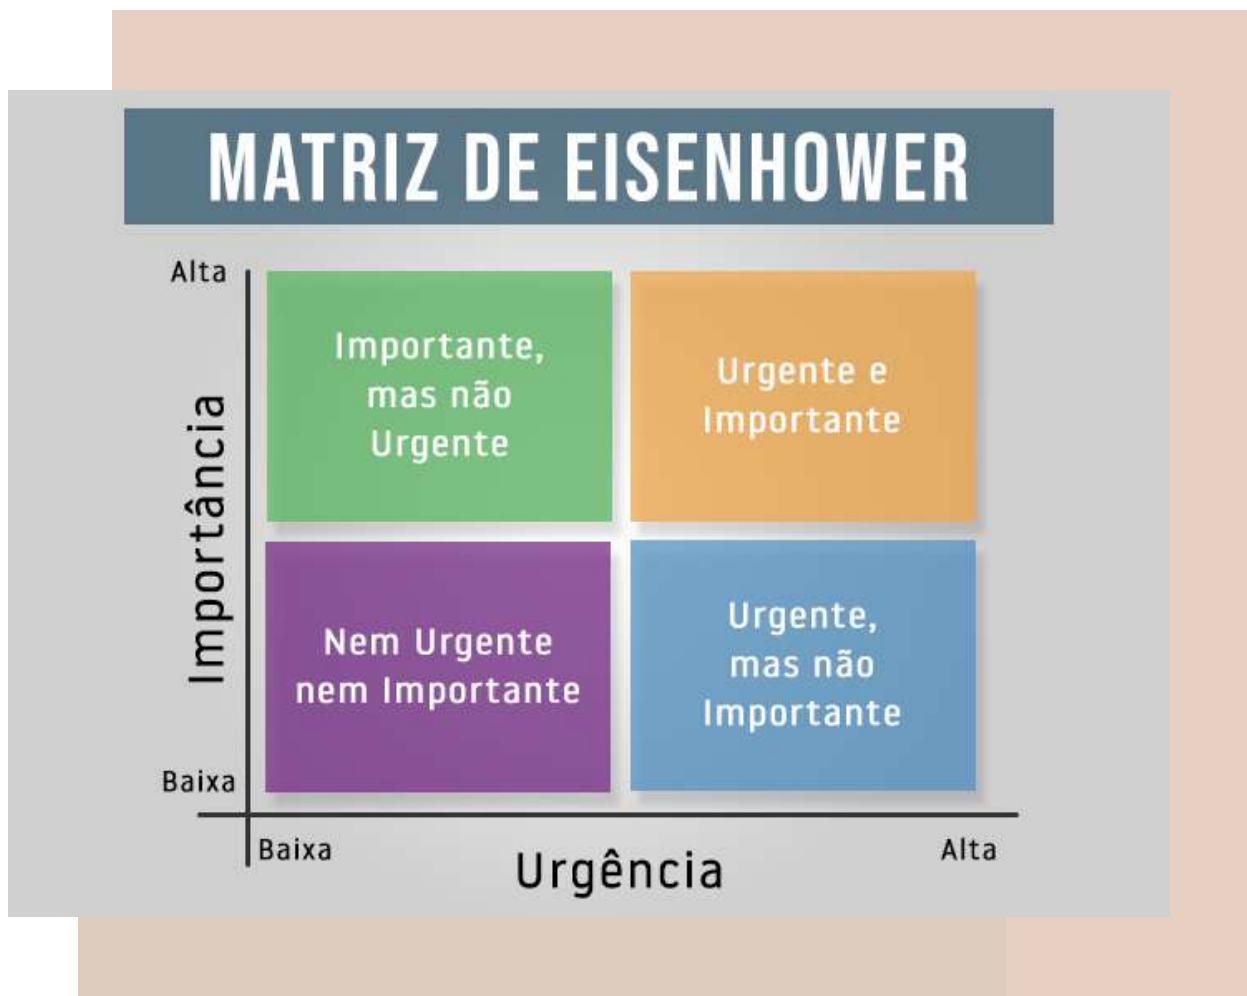 MATRIZ DE EISENHOWER
Alta
Importância
Importante,
mas não
Urgente
Urgente e
Importante
Nem Urgente
nem Importante
Urgente,
mas não
Importante
Baixa
Baixa
Urgência
Alta